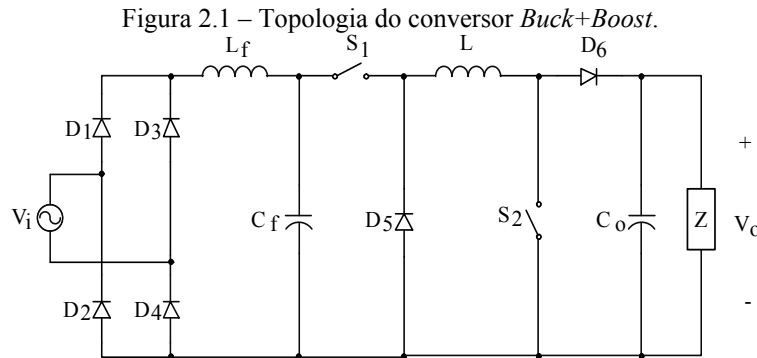 Figura 2.1 – Topologia do conversor Buck+Boost.
Lf S1 L D6
D1 D3
+
Vi Cf D5 S2 Co Z Vo
D2 D4 -